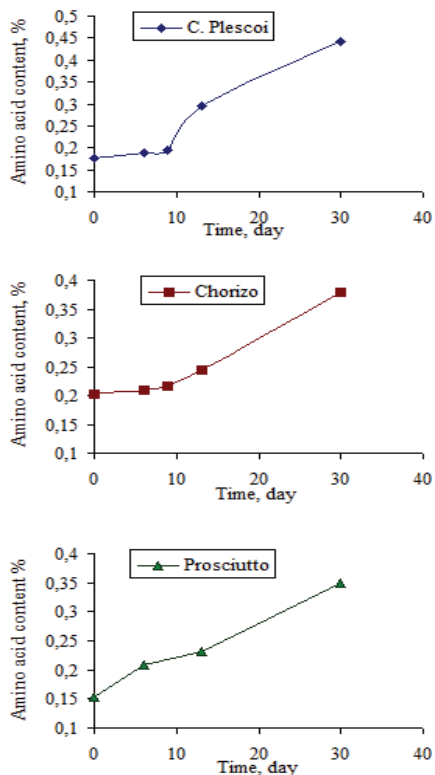 C. Plescoi
Amino acid content, %
0,5
0,45
0,4
0,35
0,3
0,25
0,2
0,15
0,1
0 10 20 30 40
Time, day
Chorizo
Amino acid content, %
0,4
0,35
0,3
0,25
0,2
0,15
0,1
0 10 20 30 40
Time, day
Prosciutto
Amino acid content %
0,4
0,35
0,3
0,25
0,2
0,15
0,1
0 10 20 30 40
Time, day